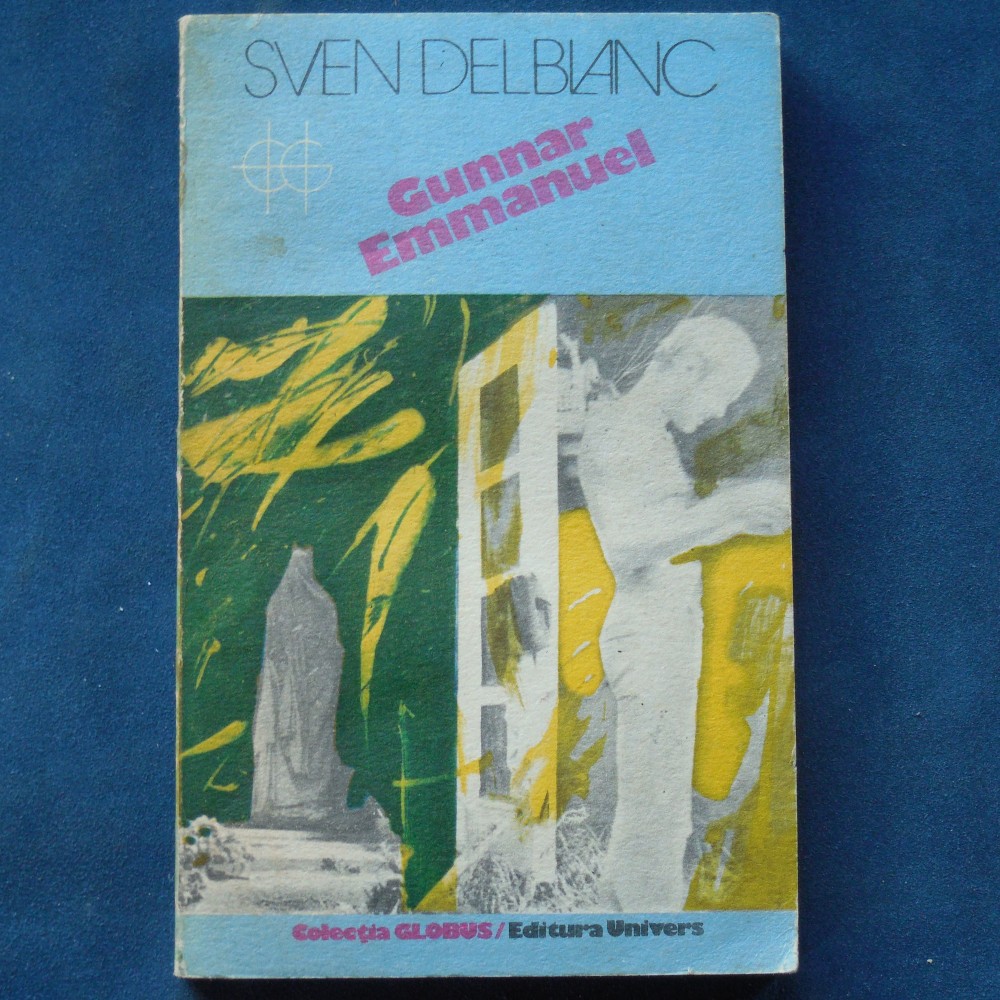 SVEN DELBLANC
Gunnar
Emmanuel
Colecția GLOBUS/Editura Univers